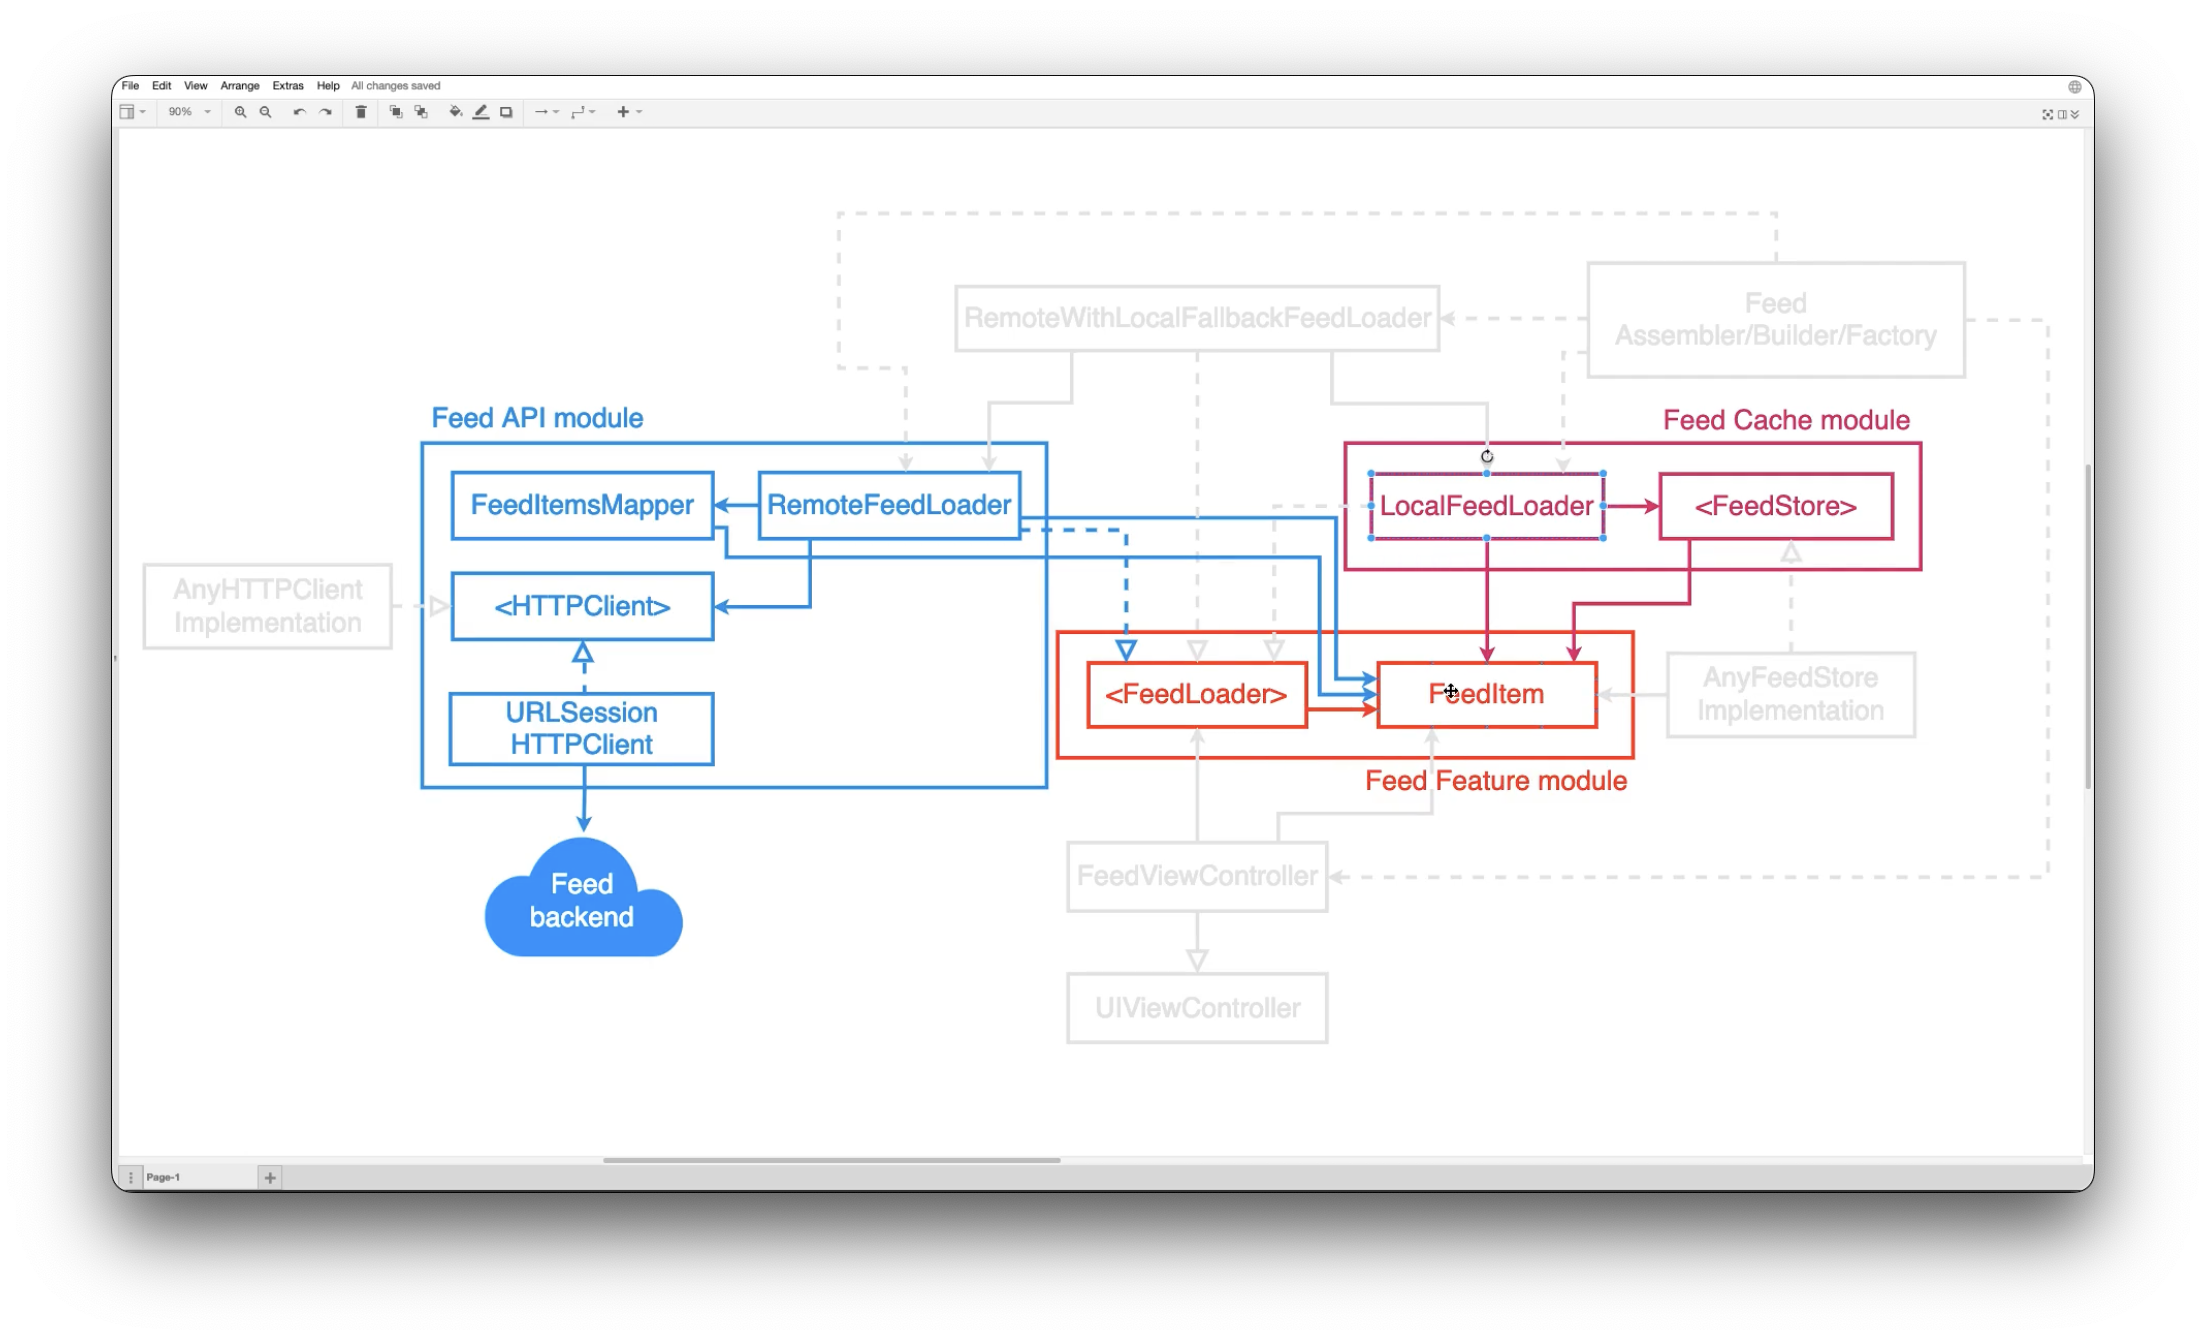 File Edit View Arrange Extras Help All changes saved
90%
Feed
Assembler/Builder/Factory
RemoteWithLocalFallbackFeedLoader
Feed API module
Feed Cache module
FeedItemsMapper
RemoteFeedLoader
LocalFeedLoader
<FeedStore>
AnyHTTPClient
Implementation
<HTTPClient>
URLSession
HTTPClient
<FeedLoader>
FeedItem
AnyFeedStore
Implementation
Feed Feature module
Feed
backend
FeedViewController
UIViewController
Page-1